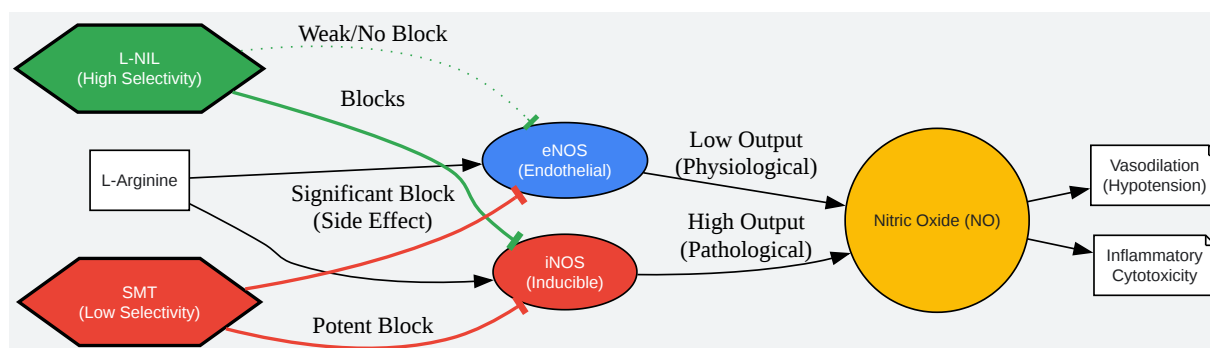 Weak/No Block
L-NIL
(High Selectivity)
Blocks
eNOS
(Endothelial)
Low Output
(Physiological)
L-Arginine
Significant Block
(Side Effect)
Vasodilation
(Hypotension)
Nitric Oxide (NO)
High Output
(Pathological)
iNOS
(Inducible)
Inflammatory
Cytotoxicity
SMT
(Low Selectivity)
Potent Block